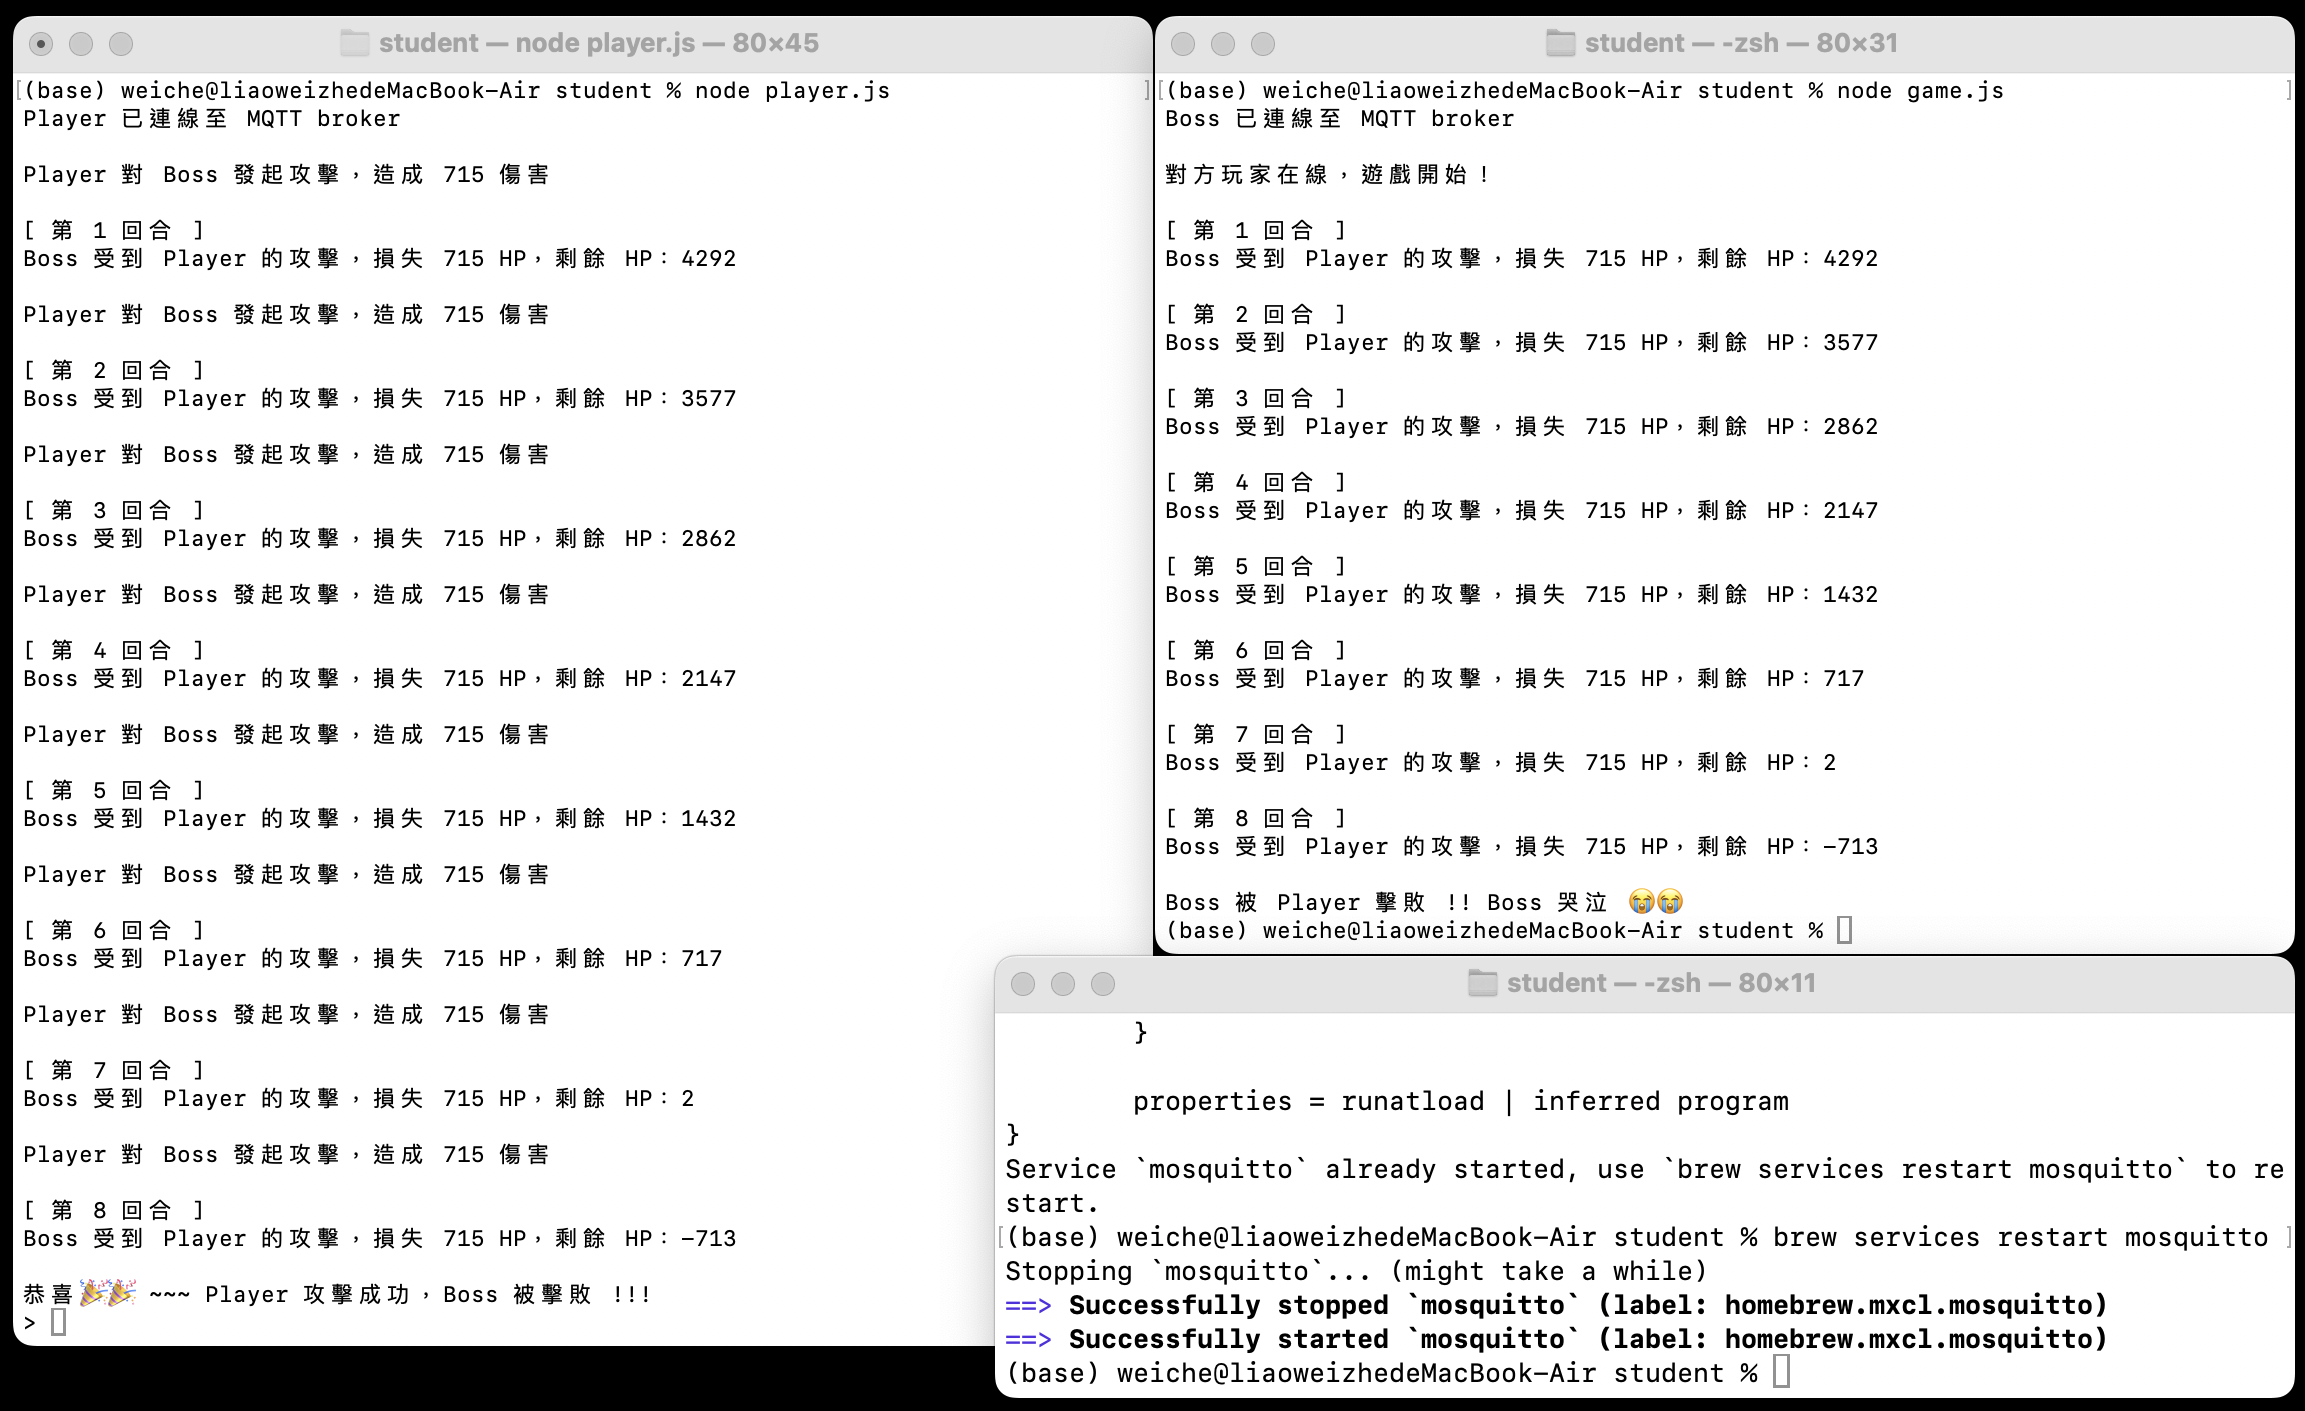 student — node player.js — 80×45
(base) weiche@liaoweizhedeMacBook-Air student % node player.js
Player 已連線至 MQTT broker
Player 對 Boss 發起攻擊，造成 715 傷害
[ 第 1 回合 ]
Boss 受到 Player 的攻擊，損失 715 HP，剩餘 HP：4292
Player 對 Boss 發起攻擊，造成 715 傷害
[ 第 2 回合 ]
Boss 受到 Player 的攻擊，損失 715 HP，剩餘 HP：3577
Player 對 Boss 發起攻擊，造成 715 傷害
[ 第 3 回合 ]
Boss 受到 Player 的攻擊，損失 715 HP，剩餘 HP：2862
Player 對 Boss 發起攻擊，造成 715 傷害
[ 第 4 回合 ]
Boss 受到 Player 的攻擊，損失 715 HP，剩餘 HP：2147
Player 對 Boss 發起攻擊，造成 715 傷害
[ 第 5 回合 ]
Boss 受到 Player 的攻擊，損失 715 HP，剩餘 HP：1432
Player 對 Boss 發起攻擊，造成 715 傷害
[ 第 6 回合 ]
Boss 受到 Player 的攻擊，損失 715 HP，剩餘 HP：717
Player 對 Boss 發起攻擊，造成 715 傷害
[ 第 7 回合 ]
Boss 受到 Player 的攻擊，損失 715 HP，剩餘 HP：2
Player 對 Boss 發起攻擊，造成 715 傷害
[ 第 8 回合 ]
Boss 受到 Player 的攻擊，損失 715 HP，剩餘 HP：-713
恭喜🎉🎉 ~~~ Player 攻擊成功，Boss 被擊敗 !!!
>
student — -zsh — 80×31
(base) weiche@liaoweizhedeMacBook-Air student % node game.js
Boss 已連線至 MQTT broker
對方玩家在線，遊戲開始！
[ 第 1 回合 ]
Boss 受到 Player 的攻擊，損失 715 HP，剩餘 HP：4292
[ 第 2 回合 ]
Boss 受到 Player 的攻擊，損失 715 HP，剩餘 HP：3577
[ 第 3 回合 ]
Boss 受到 Player 的攻擊，損失 715 HP，剩餘 HP：2862
[ 第 4 回合 ]
Boss 受到 Player 的攻擊，損失 715 HP，剩餘 HP：2147
[ 第 5 回合 ]
Boss 受到 Player 的攻擊，損失 715 HP，剩餘 HP：1432
[ 第 6 回合 ]
Boss 受到 Player 的攻擊，損失 715 HP，剩餘 HP：717
[ 第 7 回合 ]
Boss 受到 Player 的攻擊，損失 715 HP，剩餘 HP：2
[ 第 8 回合 ]
Boss 受到 Player 的攻擊，損失 715 HP，剩餘 HP：-713
Boss 被 Player 擊敗 !! Boss 哭泣 😭😭
(base) weiche@liaoweizhedeMacBook-Air student %
student — -zsh — 80×11
}
properties = runatload | inferred program
}
Service `mosquitto` already started, use `brew services restart mosquitto` to re
start.
(base) weiche@liaoweizhedeMacBook-Air student % brew services restart mosquitto
Stopping `mosquitto`... (might take a while)
==> Successfully stopped `mosquitto` (label: homebrew.mxcl.mosquitto)
==> Successfully started `mosquitto` (label: homebrew.mxcl.mosquitto)
(base) weiche@liaoweizhedeMacBook-Air student %